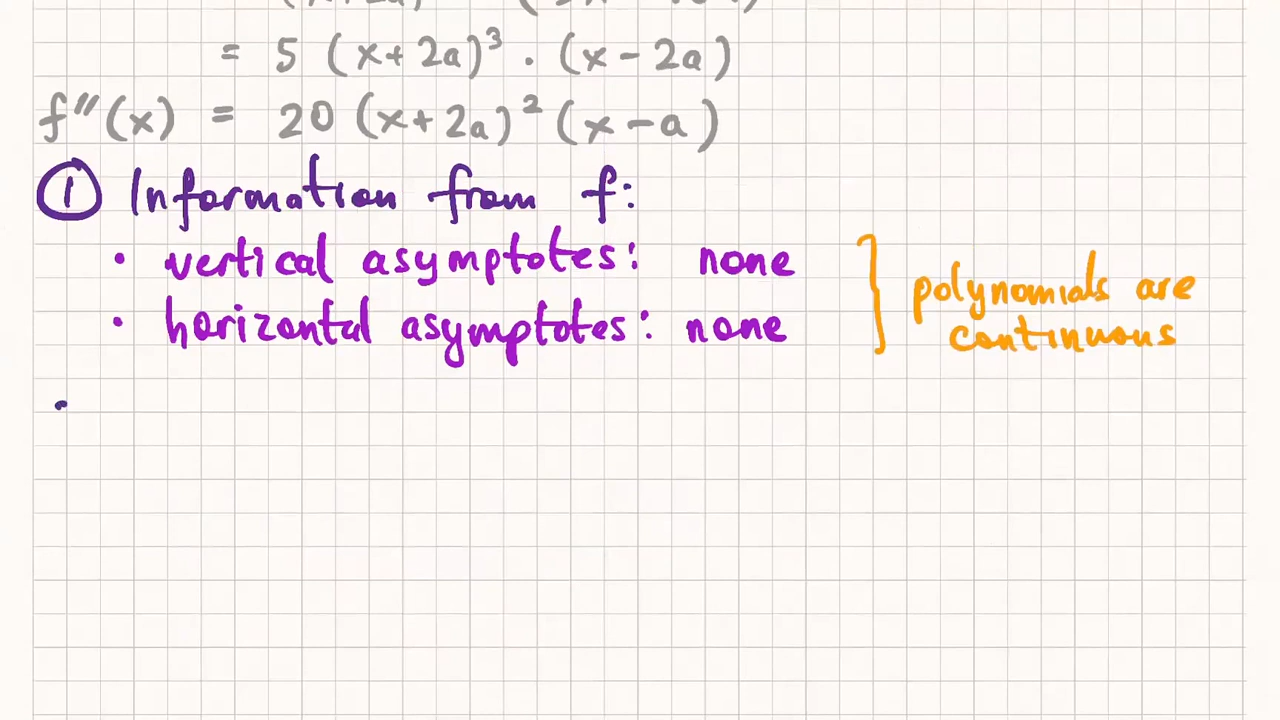 = 5 (x+2a)³ · (x-2a)
f''(x) = 20 (x+2a)² (x-a)
① Information from f:
• vertical asymptotes: none
• horizontal asymptotes: none
} polynomials are
continuous
•